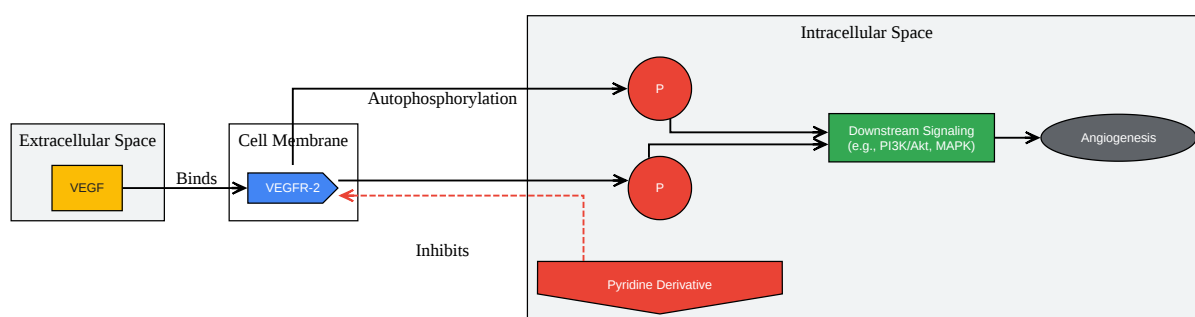 Intracellular Space
P
Autophosphorylation
Extracellular Space
Cell Membrane
Downstream Signaling
(e.g., PI3K/Akt, MAPK)
Angiogenesis
VEGF
Binds
VEGFR-2
P
Inhibits
Pyridine Derivative